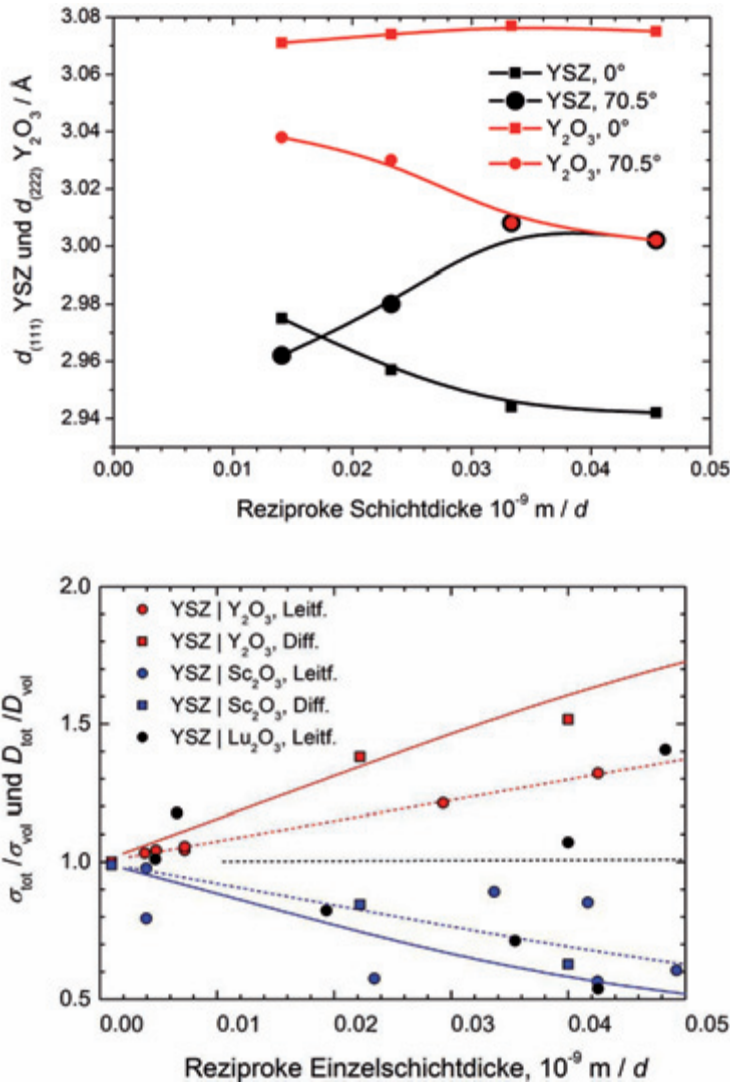 3.08
3.06
3.04
3.02
3.00
2.98
2.96
2.94
d(111) YSZ und d(222) Y2O3 / Å
YSZ, 0°
YSZ, 70.5°
Y2O3, 0°
Y2O3, 70.5°
0.00 0.01 0.02 0.03 0.04 0.05
Reziproke Schichtdicke 10⁻⁹ m / d
2.0
1.5
1.0
0.5
σtot /σvol und Dtot /Dvol
YSZ | Y2O3, Leitf.
YSZ | Y2O3, Diff.
YSZ | Sc2O3, Leitf.
YSZ | Sc2O3, Diff.
YSZ | Lu2O3, Leitf.
0.00 0.02 0.04 0.05
Reziproke Einzelschichtdicke, 10⁻⁹ m / d